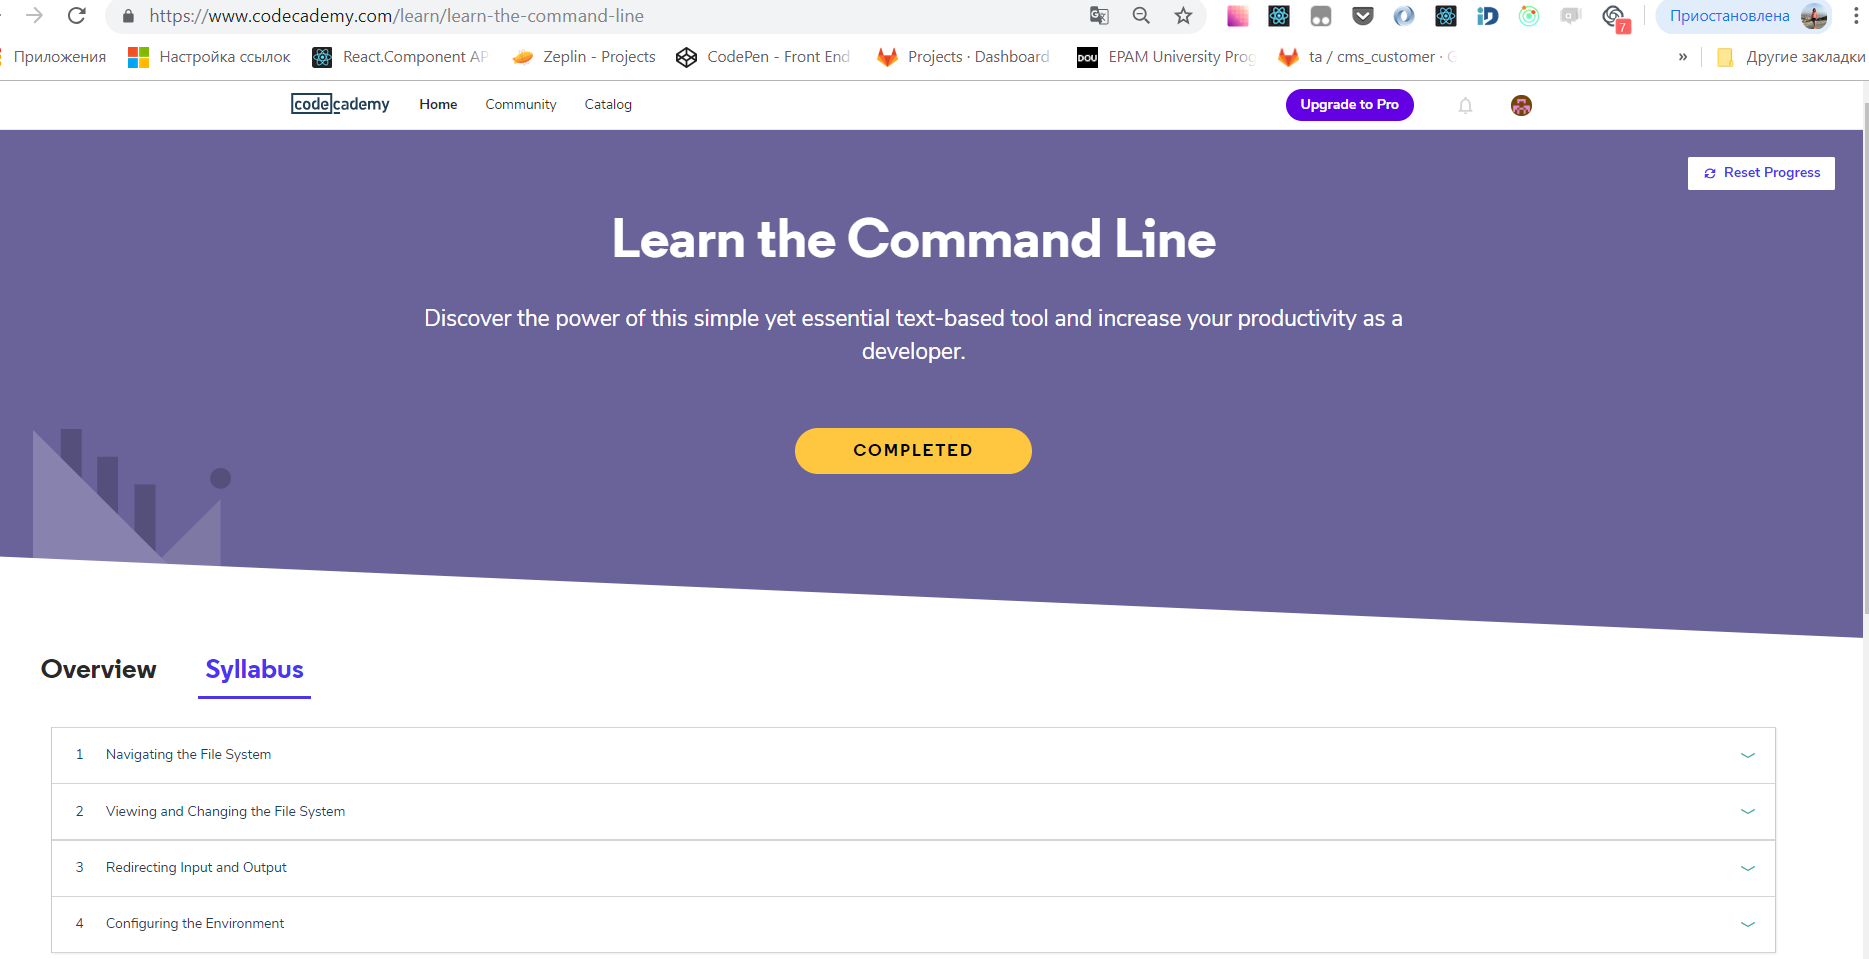 https://www.codecademy.com/learn/learn-the-command-line
7
Приостановлена
Приложения
Настройка ссылок
React.Component AP
Zeplin - Projects
CodePen - Front End
Projects · Dashboard
DOU
EPAM University Prog
ta / cms_customer · G
»
Другие закладки
codecademy
Home
Community
Catalog
Upgrade to Pro
Reset Progress
Learn the Command Line
Discover the power of this simple yet essential text-based tool and increase your productivity as a
developer.
COMPLETED
Overview
Syllabus
1 Navigating the File System
2 Viewing and Changing the File System
3 Redirecting Input and Output
4 Configuring the Environment